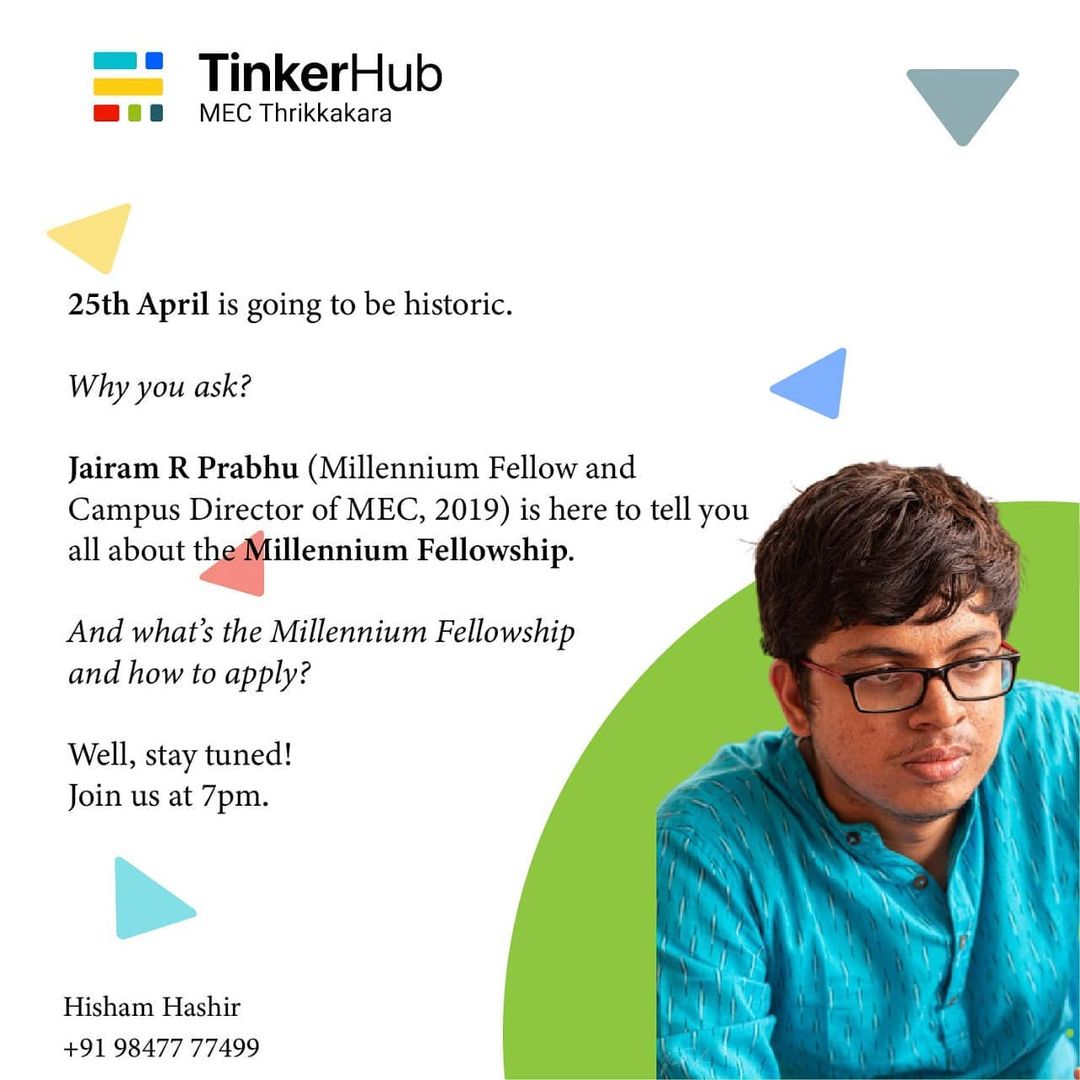 TinkerHub
MEC Thrikkakara
25th April is going to be historic.
Why you ask?
Jairam R Prabhu (Millennium Fellow and
Campus Director of MEC, 2019) is here to tell you
all about the Millennium Fellowship.
And what’s the Millennium Fellowship
and how to apply?
Well, stay tuned!
Join us at 7pm.
Hisham Hashir
+91 98477 77499